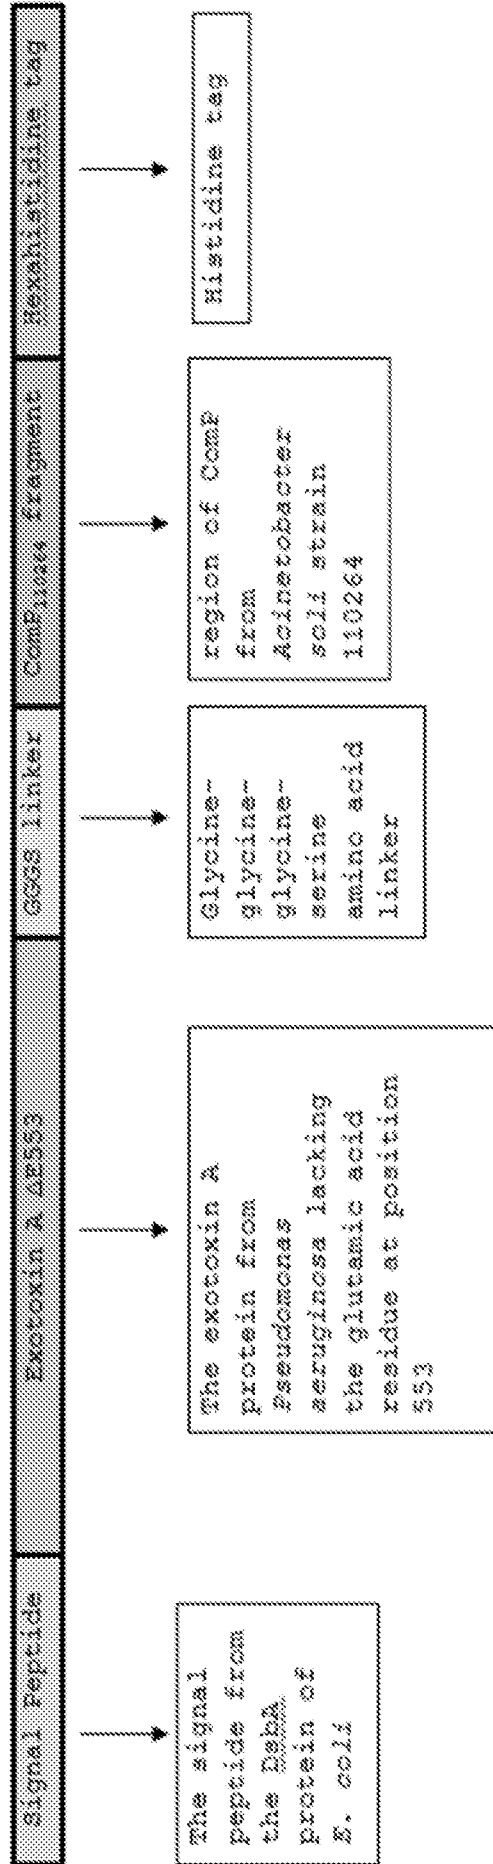 Signal Peptide
Exotoxin A ΔE553
GGGS linker
ComP110264 fragment
Hexahistidine tag
The signal
peptide from
the DsbA
protein of
E. coli
The exotoxin A
protein from
Pseudomonas
aeruginosa lacking
the glutamic acid
residue at position
553
Glycine-
glycine-
glycine-
serine
amino acid
linker
region of ComP
from
Acinetobacter
soli strain
110264
Histidine tag